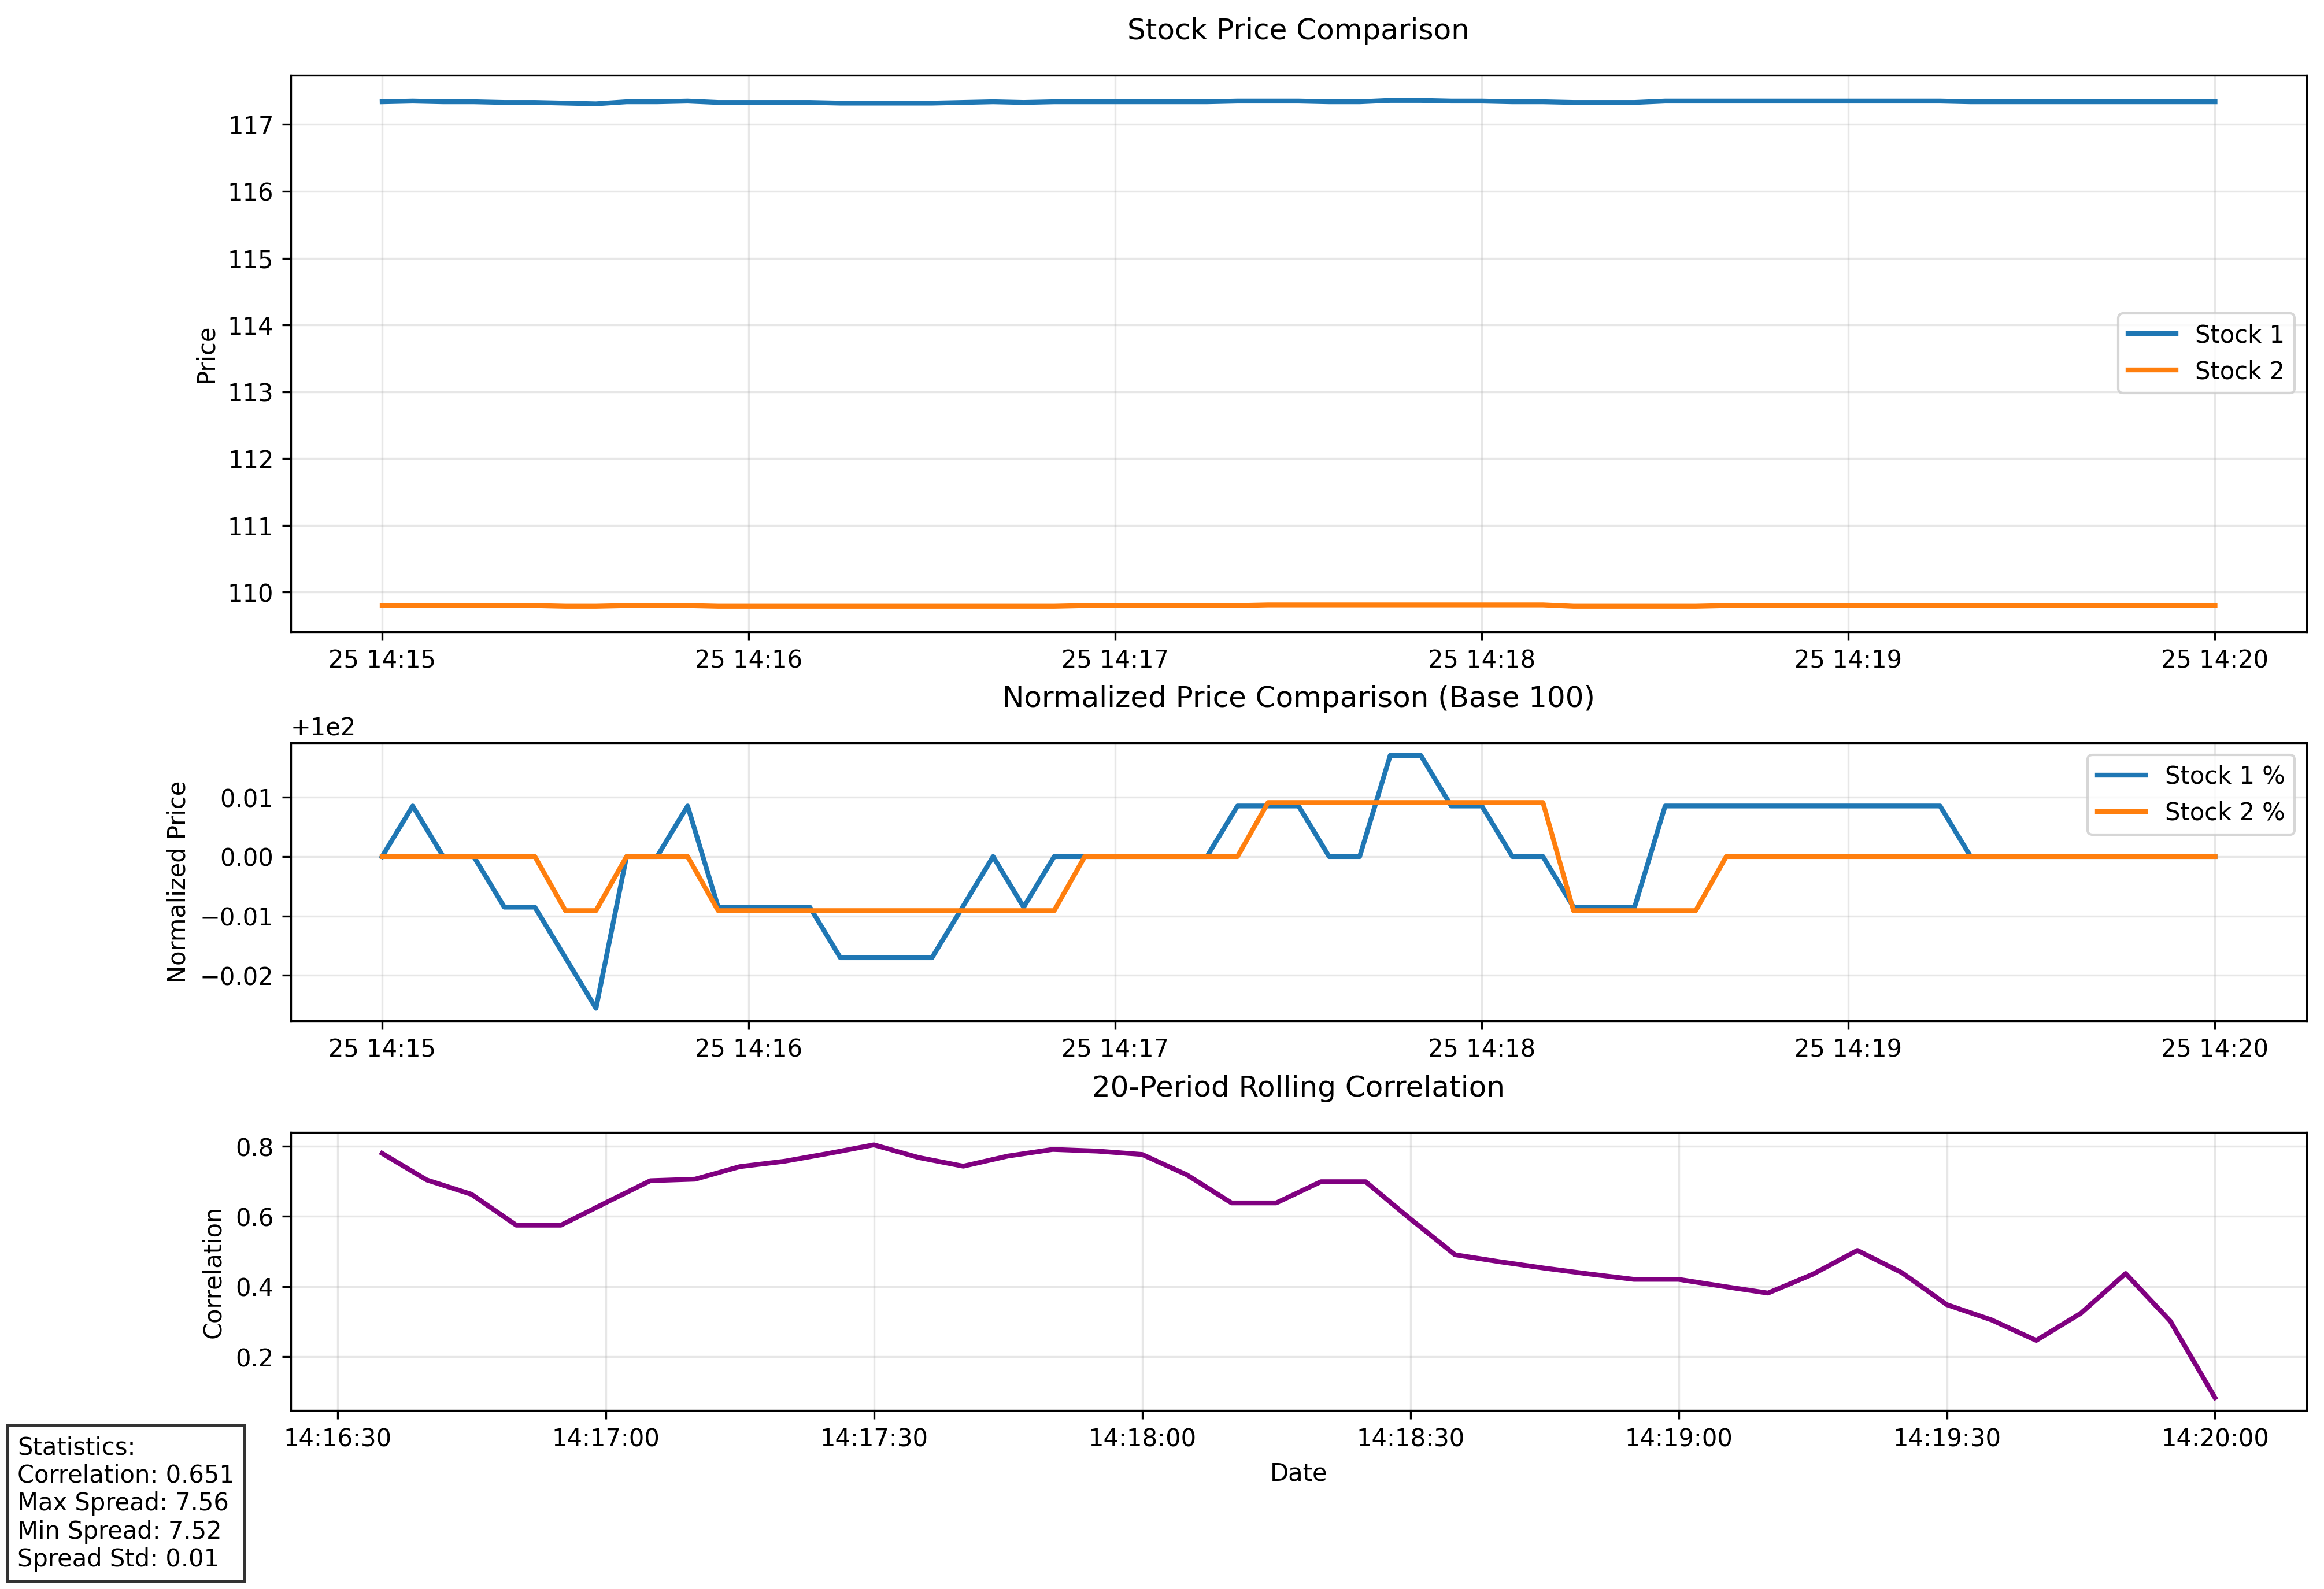 Stock Price Comparison
117
116
115
114
113
112
111
110
Price
Stock 1
Stock 2
25 14:15
25 14:16
25 14:17
25 14:18
25 14:19
25 14:20
Normalized Price Comparison (Base 100)
+1e2
0.01
0.00
−0.01
−0.02
Normalized Price
Stock 1 %
Stock 2 %
25 14:15
25 14:16
25 14:17
25 14:18
25 14:19
25 14:20
20-Period Rolling Correlation
0.8
0.6
0.4
0.2
Correlation
14:16:30
14:17:00
14:17:30
14:18:00
14:18:30
14:19:00
14:19:30
14:20:00
Date
Statistics:
Correlation: 0.651
Max Spread: 7.56
Min Spread: 7.52
Spread Std: 0.01